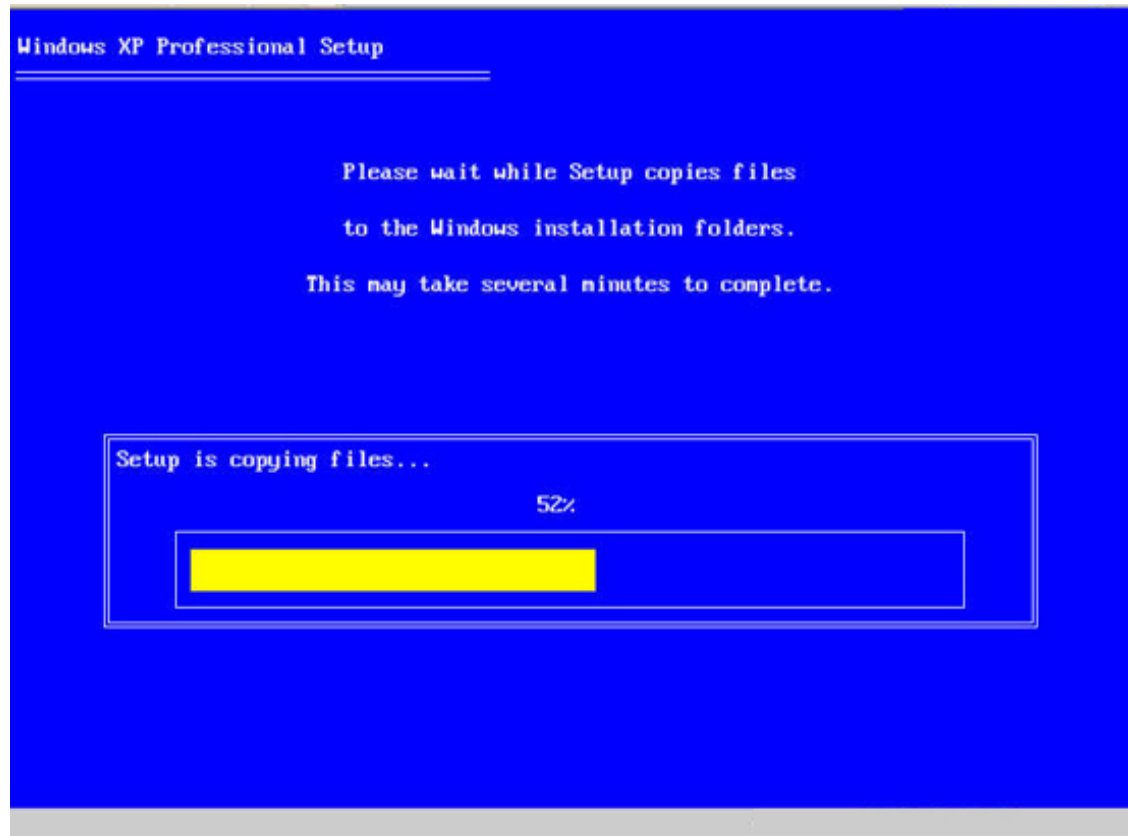 Windows XP Professional Setup
Please wait while Setup copies files
to the Windows installation folders.
This may take several minutes to complete.
Setup is copying files...
52%